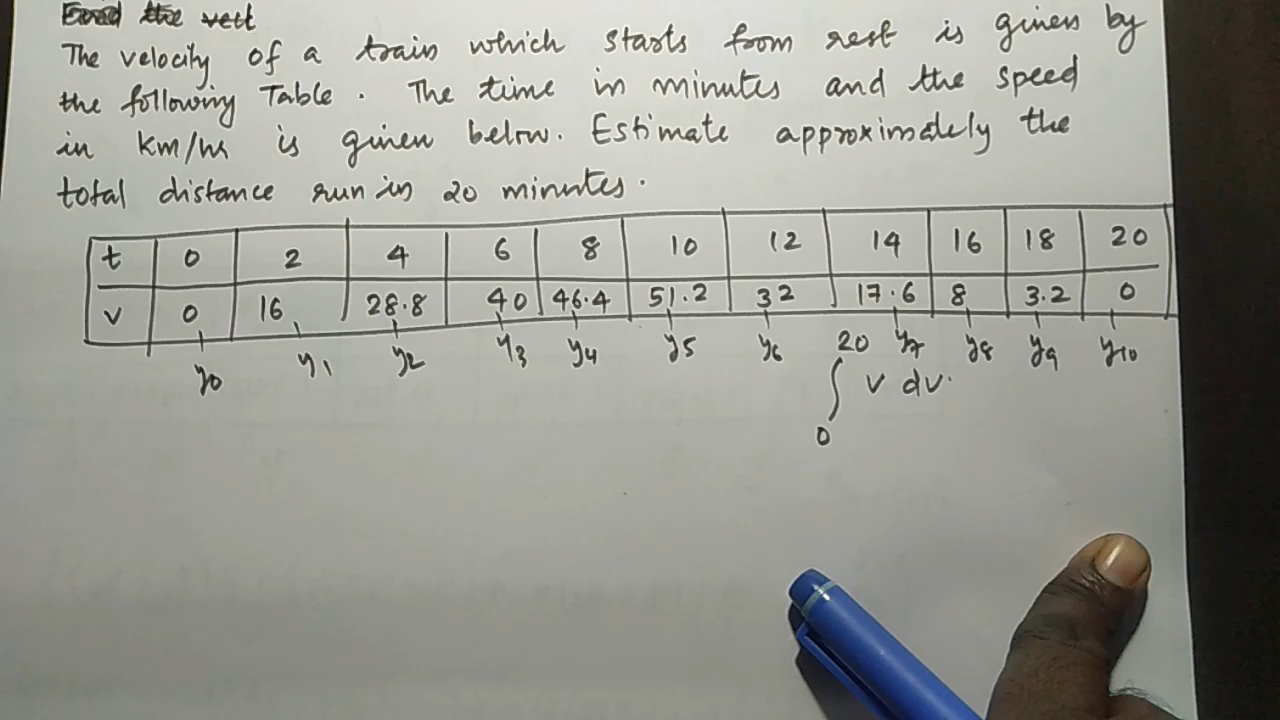 The velocity of a train which starts from rest is given by
the following Table . The time in minutes and the speed
in km/hr is given below. Estimate approximately the
total distance run in 20 minutes.
t 0 2 4 6 8 10 12 14 16 18 20
v 0 16 28.8 40 46.4 51.2 32 17.6 8 3.2 0
y0 y1 y2 y3 y4 y5 y6 y7 y8 y9 y10
20
∫ v dv.
0